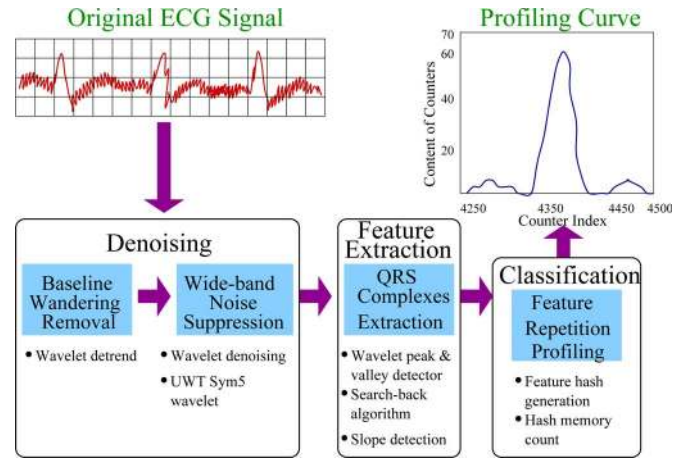 Original ECG Signal
Profiling Curve
Content of Counters
70
60
40
20
4250
4350
4450
4500
Counter Index
Denoising
Baseline
Wandering
Removal
Wide-band
Noise
Suppression
• Wavelet detrend
• Wavelet denoising
• UWT Sym5
wavelet
Feature
Extraction
QRS
Complexes
Extraction
• Wavelet peak &
valley detector
• Search-back
algorithm
• Slope detection
Classification
Feature
Repetition
Profiling
• Feature hash
generation
• Hash memory
count